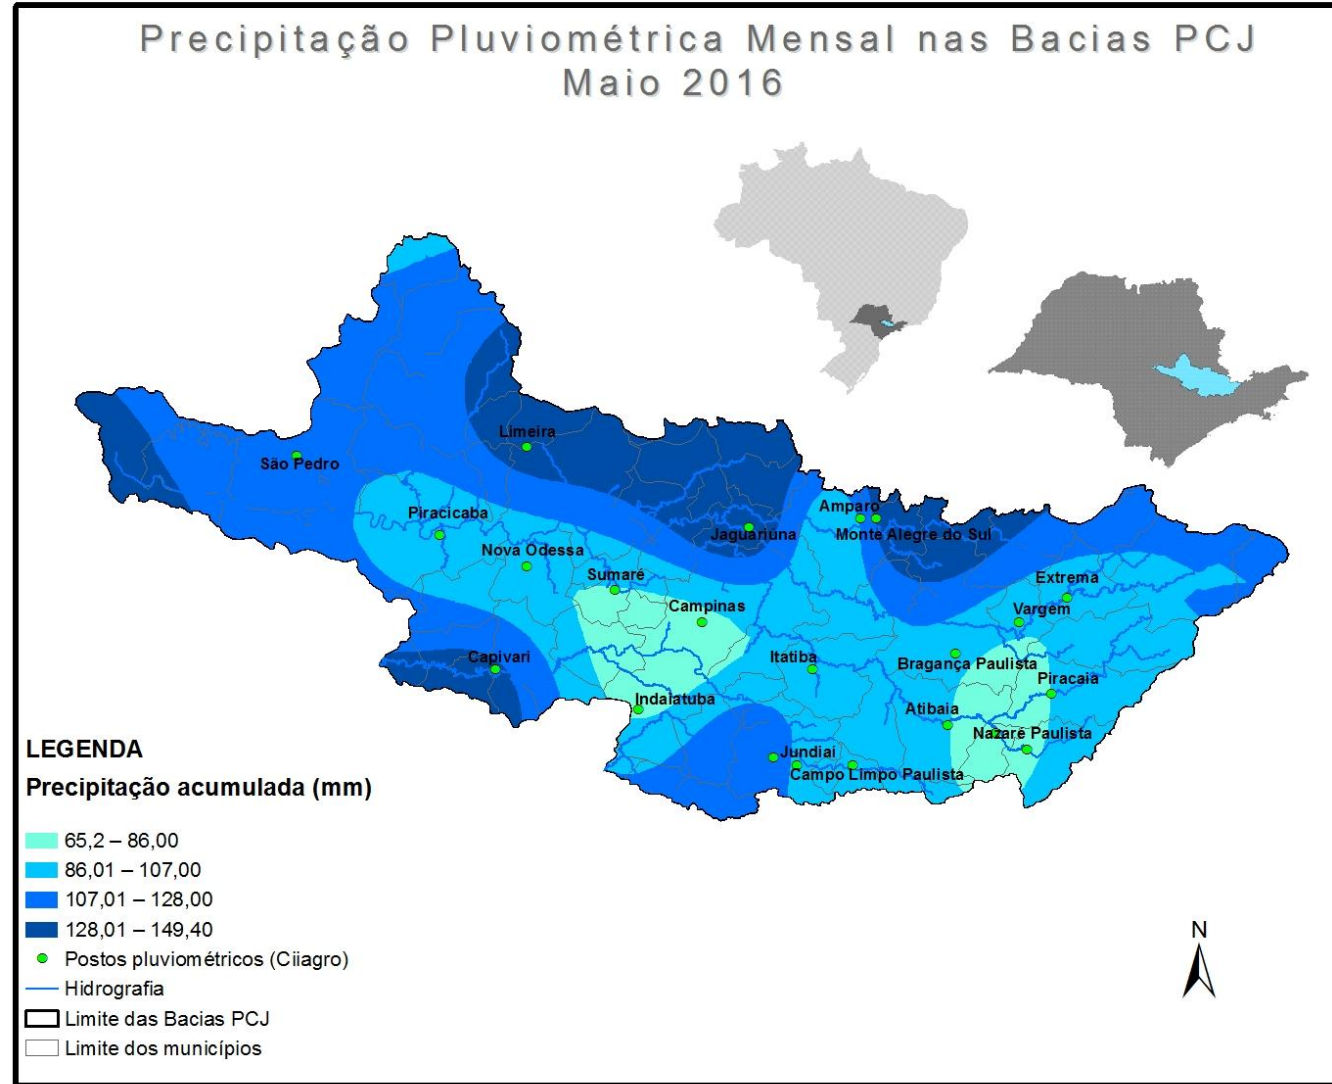 Precipitação Pluviométrica Mensal nas Bacias PCJ
Maio 2016
Limeira
São Pedro
Piracicaba
Amparo
Jaguariúna
Monte Alegre do Sul
Nova Odessa
Sumaré
Extrema
Campinas
Vargem
Capivari
Itatiba
Bragança Paulista
Piracaia
Indaiatuba
Atibaia
Nazaré Paulista
Jundiaí
Campo Limpo Paulista
LEGENDA
Precipitação acumulada (mm)
65,2 – 86,00
86,01 – 107,00
107,01 – 128,00
128,01 – 149,40
Postos pluviométricos (Ciiagro)
Hidrografia
Limite das Bacias PCJ
Limite dos municípios
N